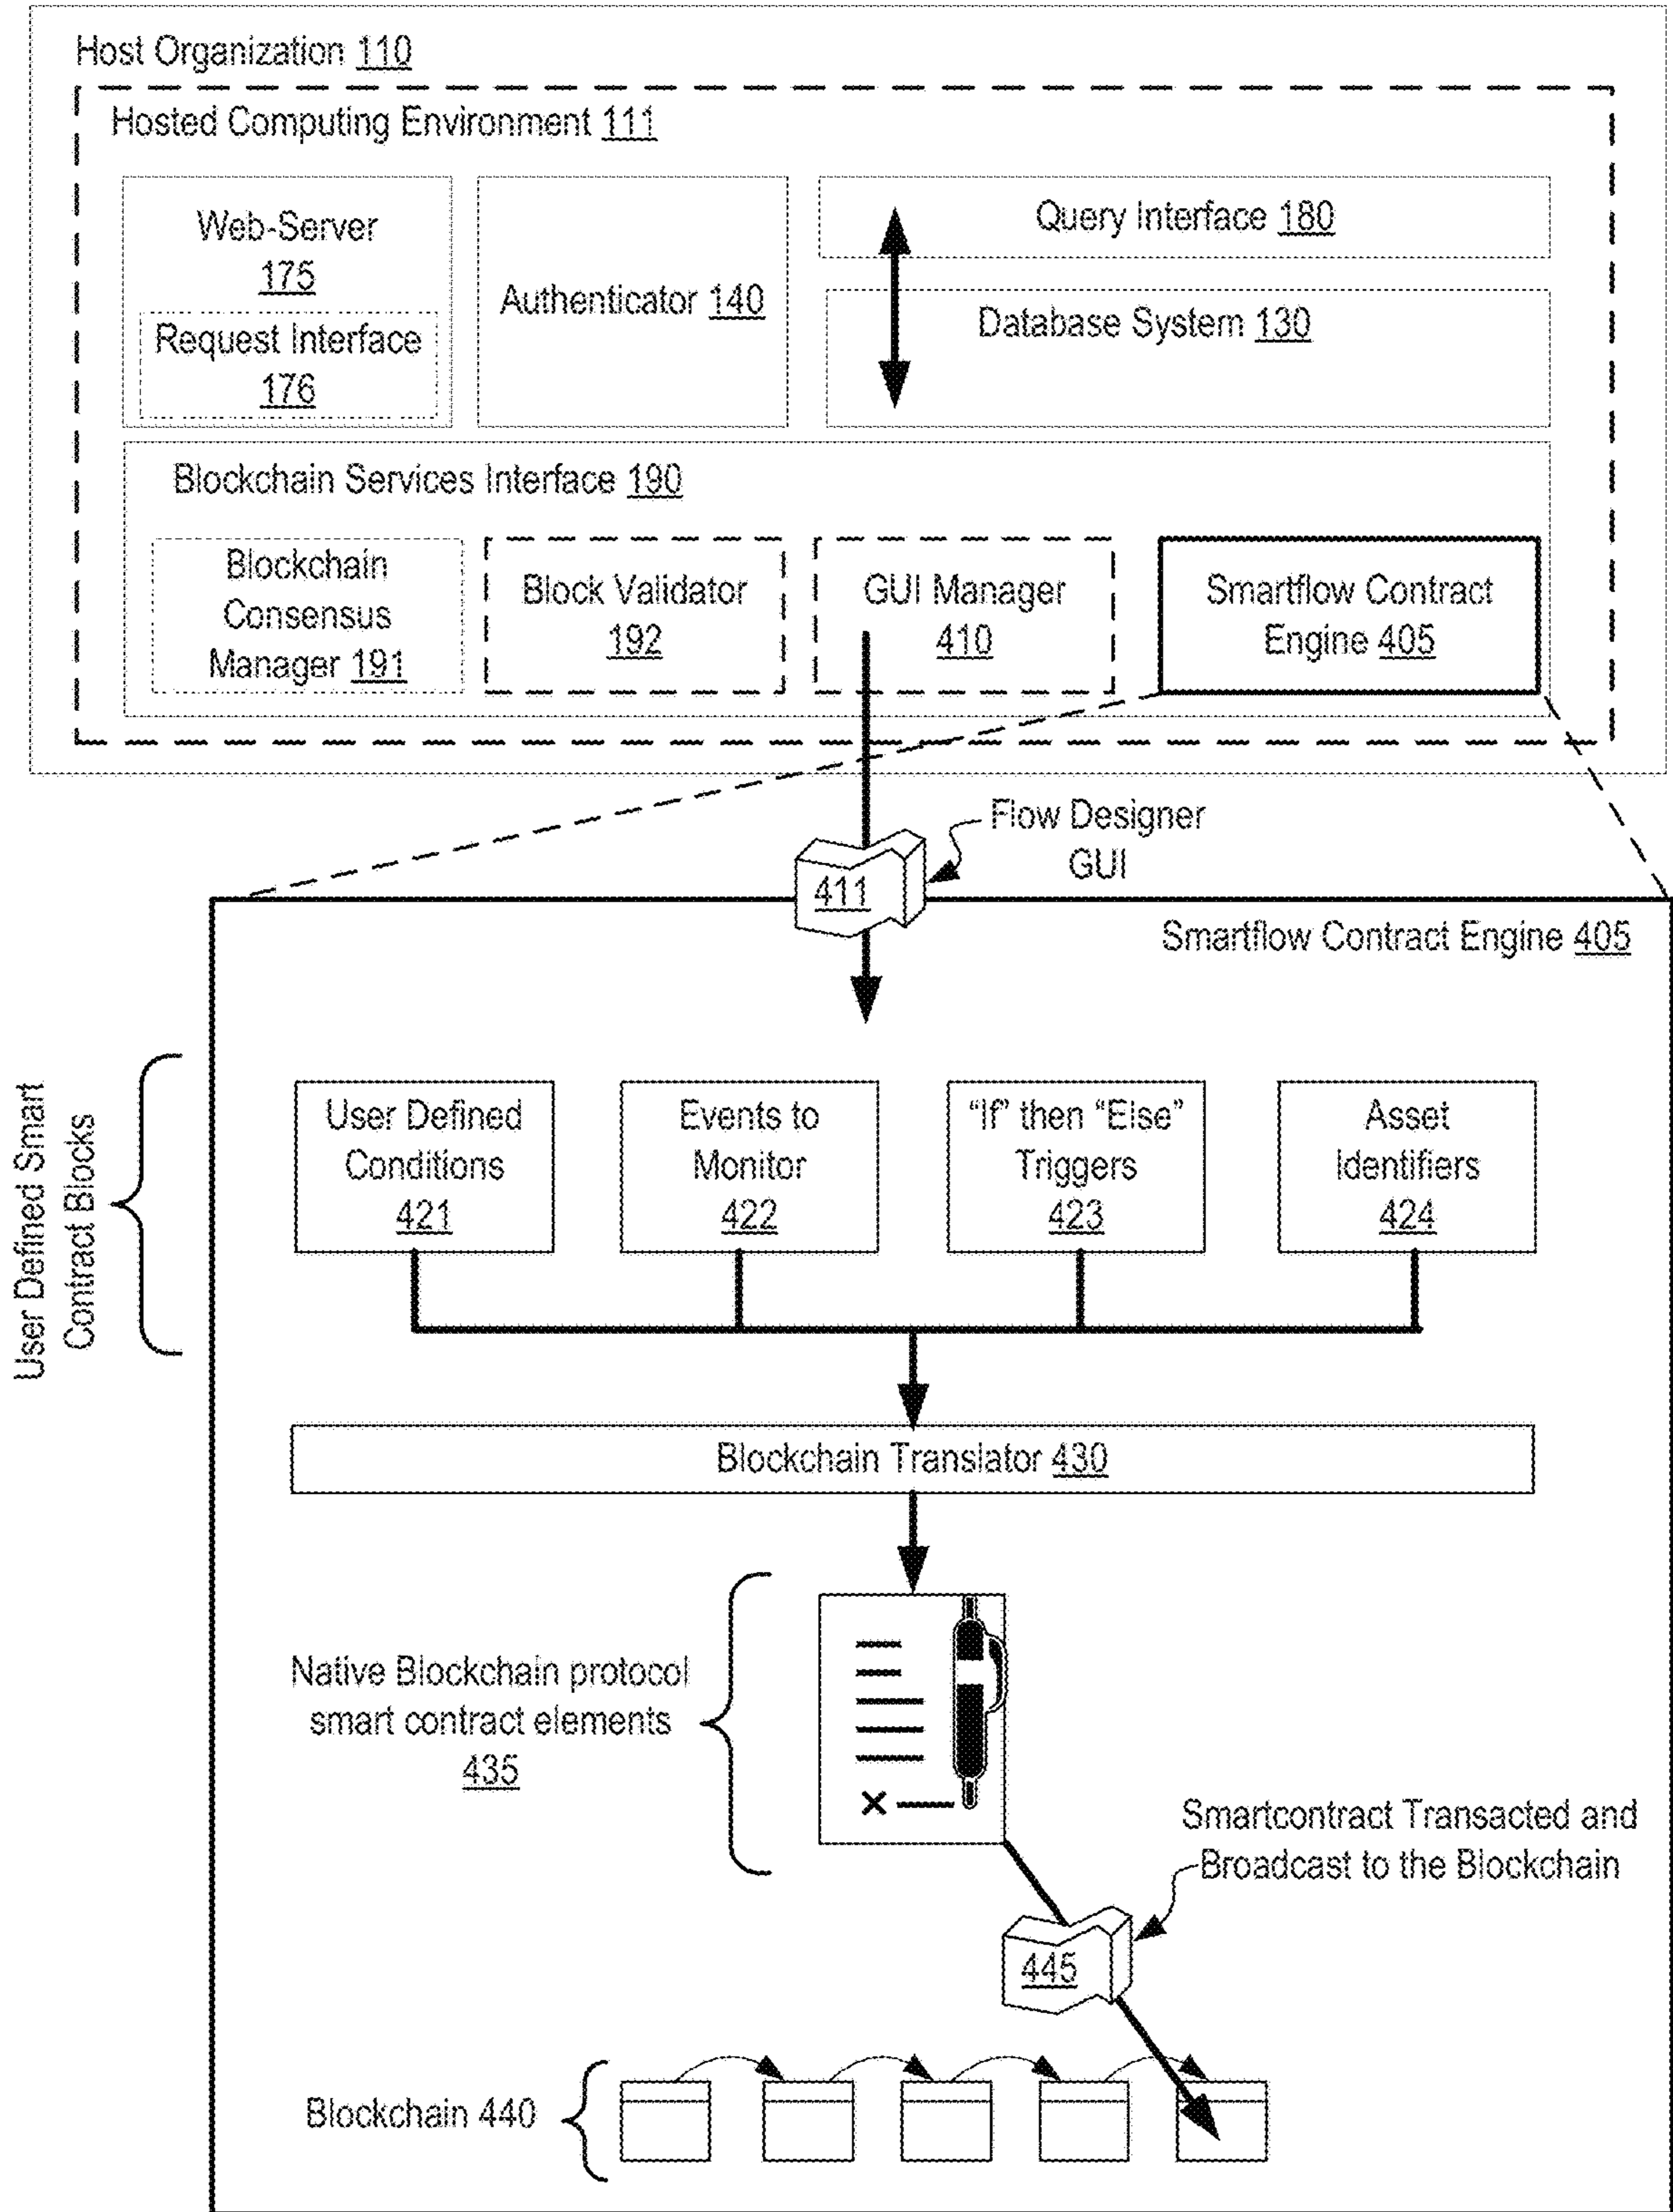 Host Organization 110
Hosted Computing Environment 111
Web-Server
175
Request Interface
176
Authenticator 140
Query Interface 180
Database System 130
Blockchain Services Interface 190
Blockchain
Consensus
Manager 191
Block Validator
192
GUI Manager
410
Smartflow Contract
Engine 405
Flow Designer
GUI
411
Smartflow Contract Engine 405
User Defined Smart
Contract Blocks
User Defined
Conditions
421
Events to
Monitor
422
“If” then “Else”
Triggers
423
Asset
Identifiers
424
Blockchain Translator 430
Native Blockchain protocol
smart contract elements
435
Smartcontract Transacted and
Broadcast to the Blockchain
445
Blockchain 440